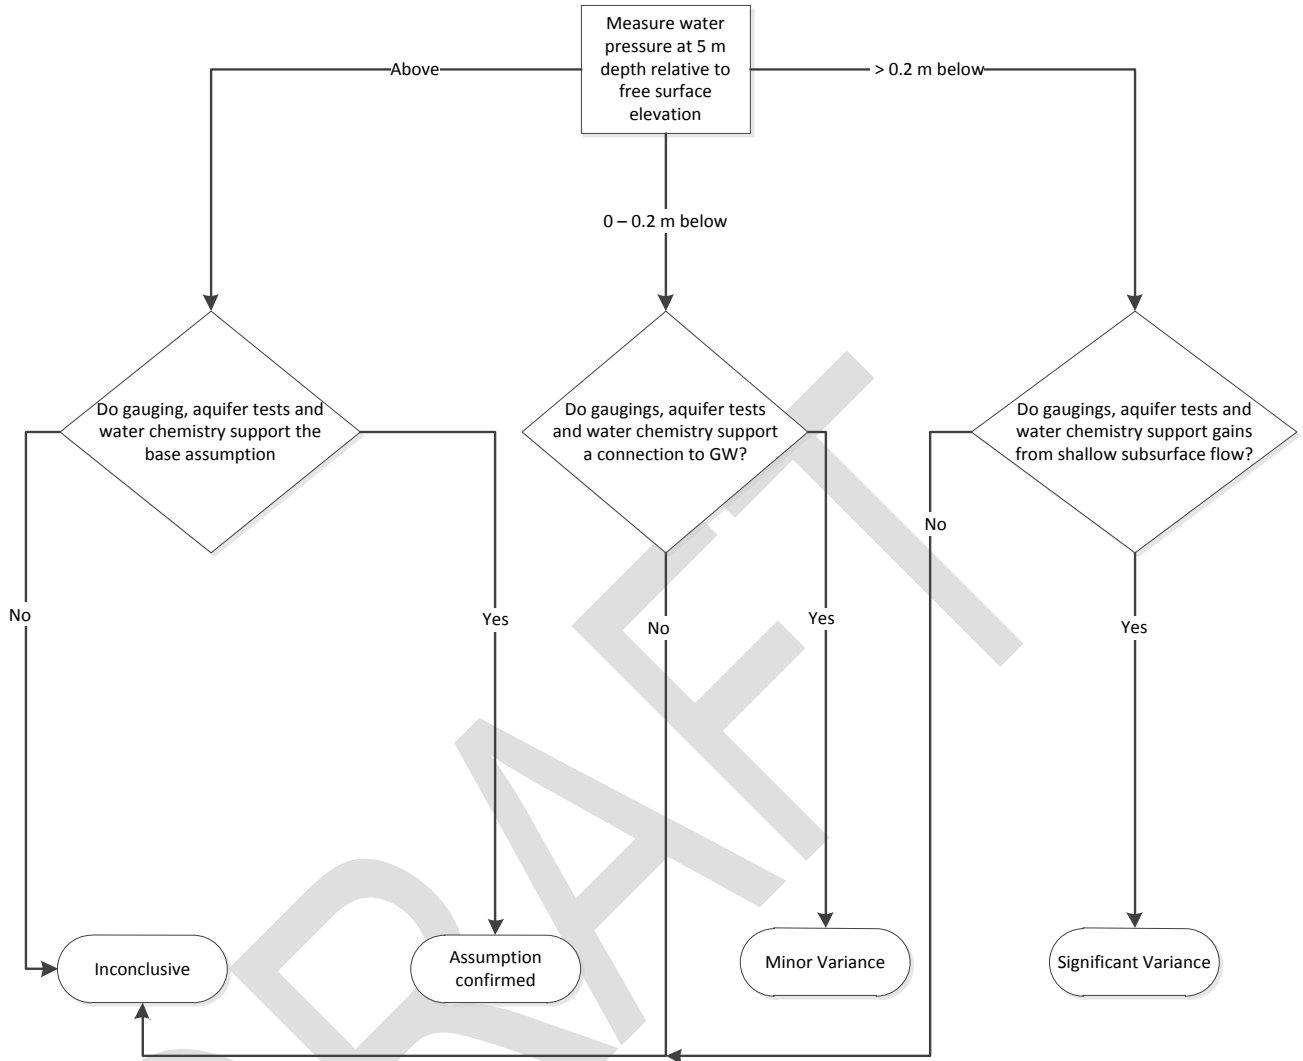 Measure water
pressure at 5 m
depth relative to
free surface
elevation
Above
> 0.2 m below
0 – 0.2 m below
Do gauging, aquifer tests and
water chemistry support the
base assumption
Do gaugings, aquifer tests
and water chemistry support
a connection to GW?
Do gaugings, aquifer tests and
water chemistry support gains
from shallow subsurface flow?
No
No
Yes
No
Yes
Yes
Inconclusive
Assumption
confirmed
Minor Variance
Significant Variance
DRAFT